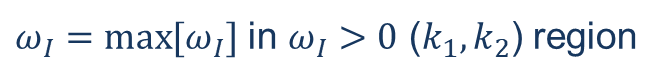 ω_I = max[ω_I] in ω_I > 0 (k_1, k_2) region